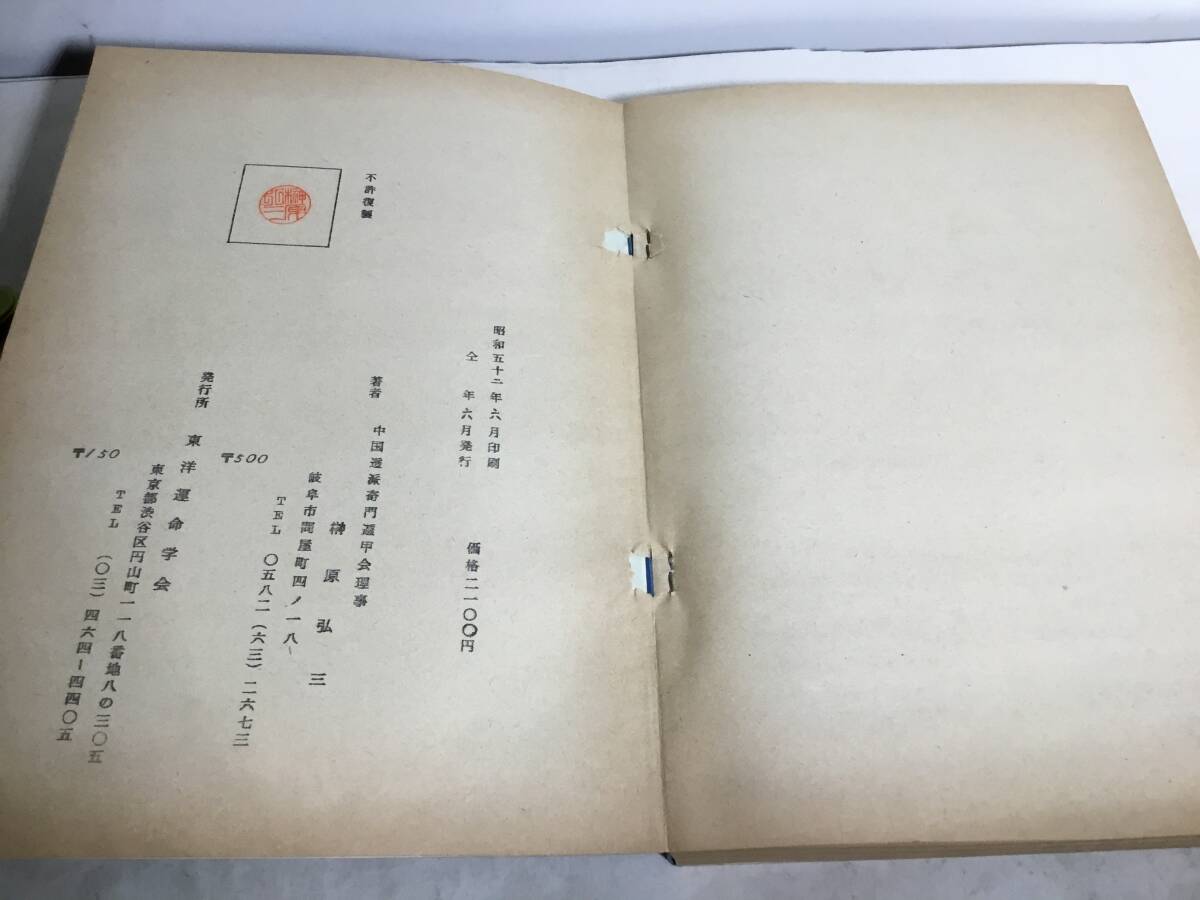 昭和五十二年六月印刷
仝 年六月発行
価格二一〇〇円
著者 中国透派奇門遁甲会理事
榊原弘三
岐阜市問屋町四ノ一八
〒500
TEL 〇五八二(六三)二六七三
発行所 東洋運命学会
東京都渋谷区円山町一一八番地八の三〇五
〒150
TEL (〇三)四六四-四四〇五
不許復製